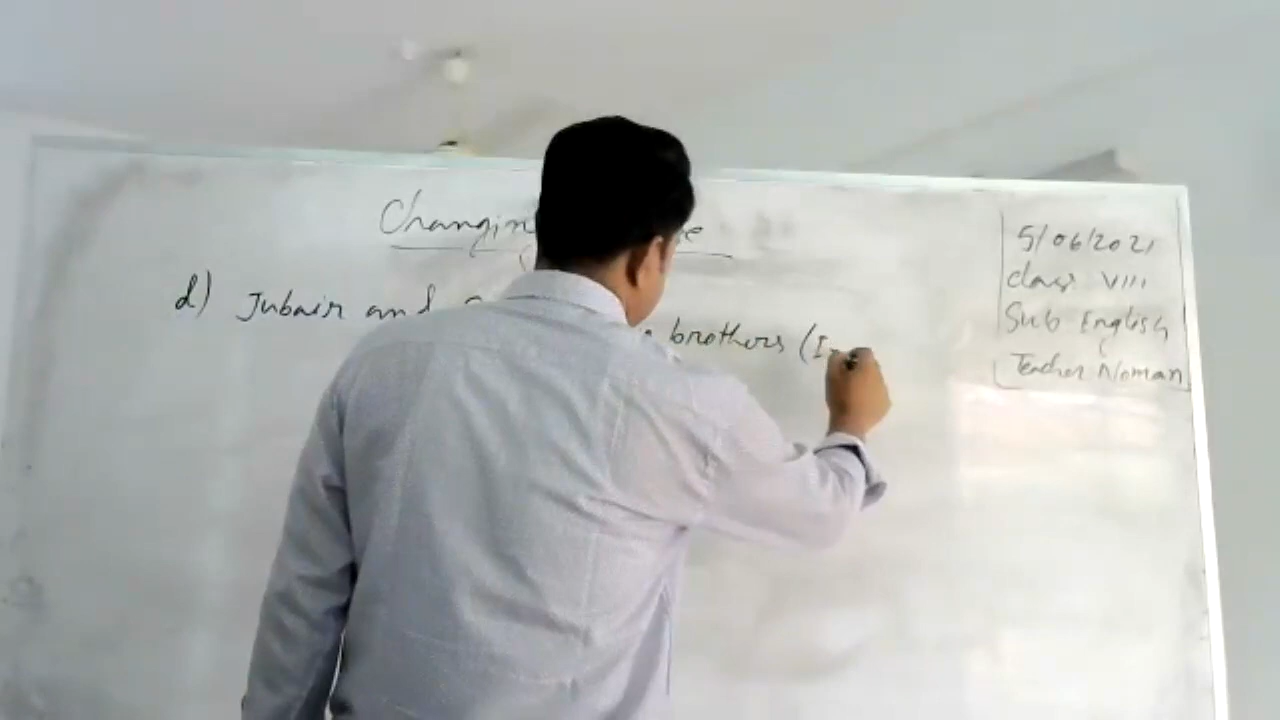 Changing
d) Jubair and
brothers (
5/06/2021
class VIII
Sub English
Teacher Noman